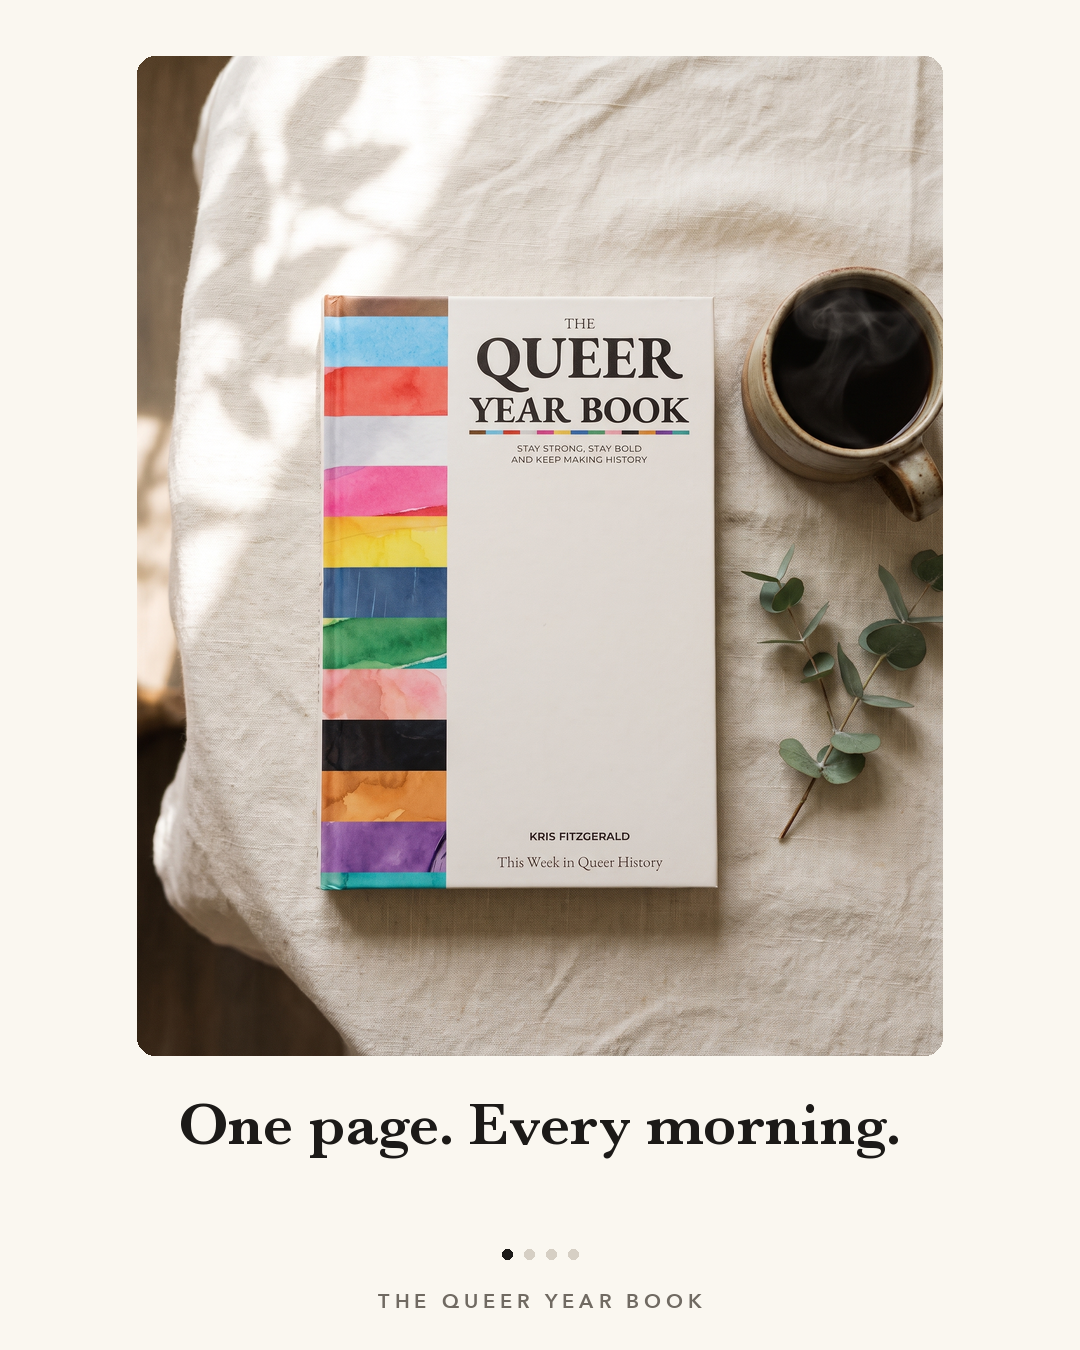 THE
QUEER
YEAR BOOK
STAY STRONG, STAY BOLD
AND KEEP MAKING HISTORY
KRIS FITZGERALD
This Week in Queer History
One page. Every morning.
THE QUEER YEAR BOOK